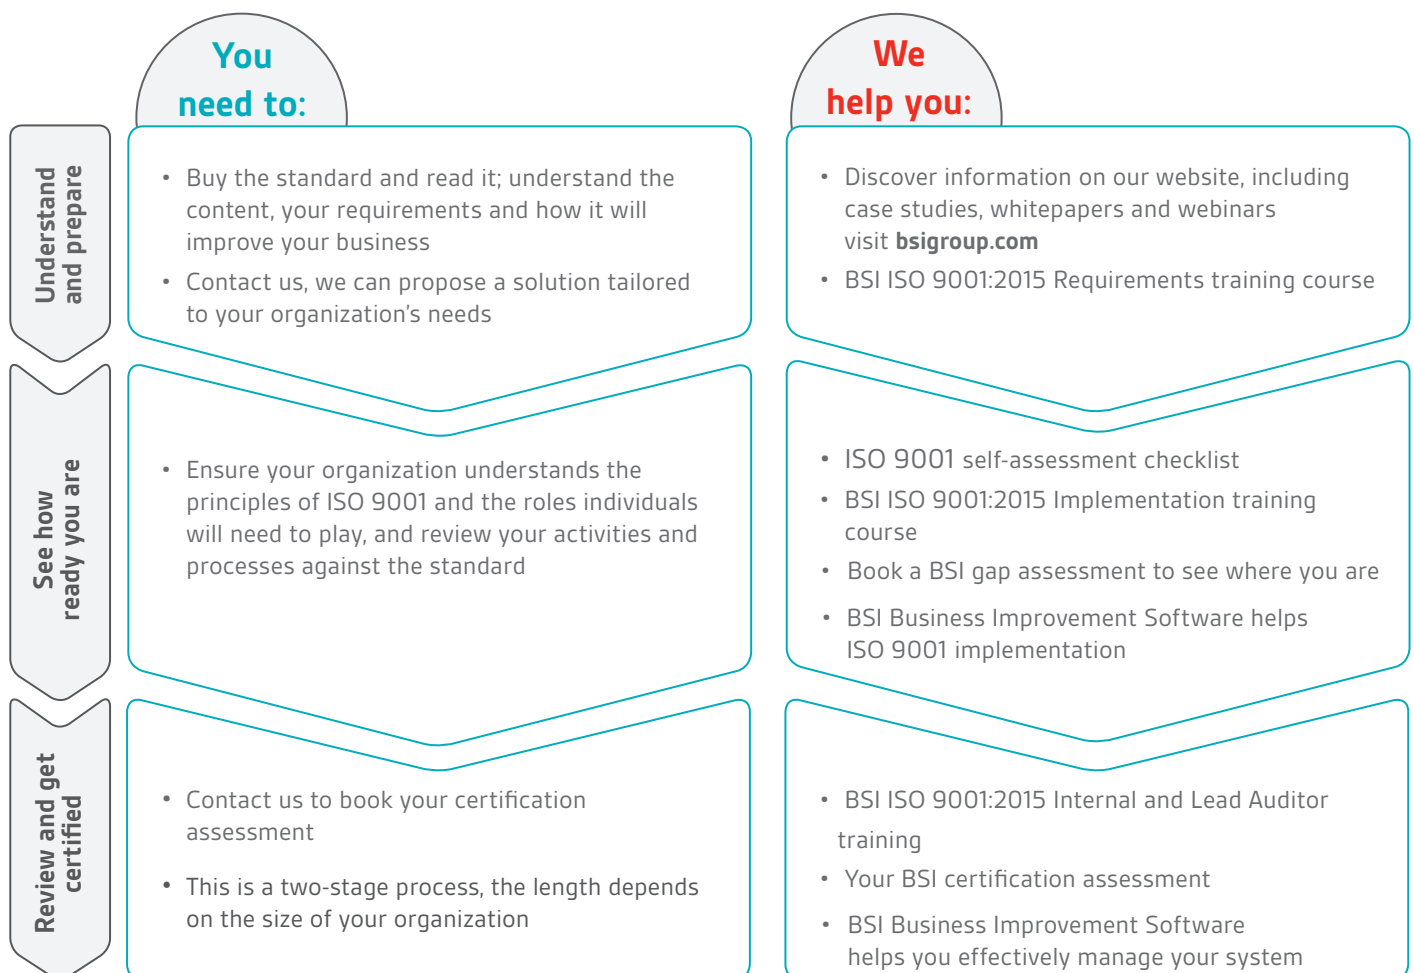 You
need to:
We
help you:
Understand
and prepare
• Buy the standard and read it; understand the
content, your requirements and how it will
improve your business
• Contact us, we can propose a solution tailored
to your organization’s needs
• Discover information on our website, including
case studies, whitepapers and webinars
visit bsigroup.com
• BSI ISO 9001:2015 Requirements training course
See how
ready you are
• Ensure your organization understands the
principles of ISO 9001 and the roles individuals
will need to play, and review your activities and
processes against the standard
• ISO 9001 self-assessment checklist
• BSI ISO 9001:2015 Implementation training
course
• Book a BSI gap assessment to see where you are
• BSI Business Improvement Software helps
ISO 9001 implementation
Review and get
certified
• Contact us to book your certification
assessment
• This is a two-stage process, the length depends
on the size of your organization
• BSI ISO 9001:2015 Internal and Lead Auditor
training
• Your BSI certification assessment
• BSI Business Improvement Software
helps you effectively manage your system